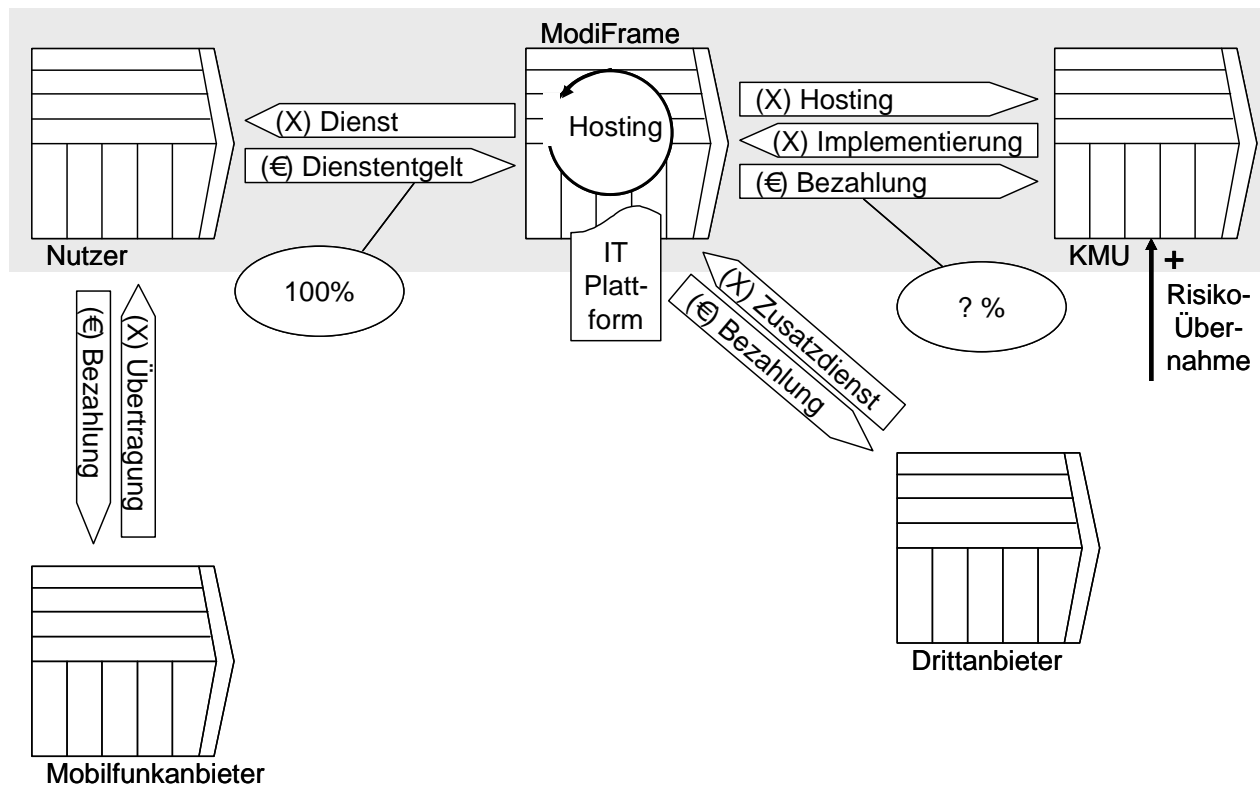 ModiFrame
(X) Dienst
(€) Dienstentgelt
Hosting
(X) Hosting
(X) Implementierung
(€) Bezahlung
Nutzer
KMU
+
Risiko-
Über-
nahme
100%
IT
Platt-
form
? %
(X) Zusatzdienst
(€) Bezahlung
(€) Bezahlung
(X) Übertragung
Drittanbieter
Mobilfunkanbieter